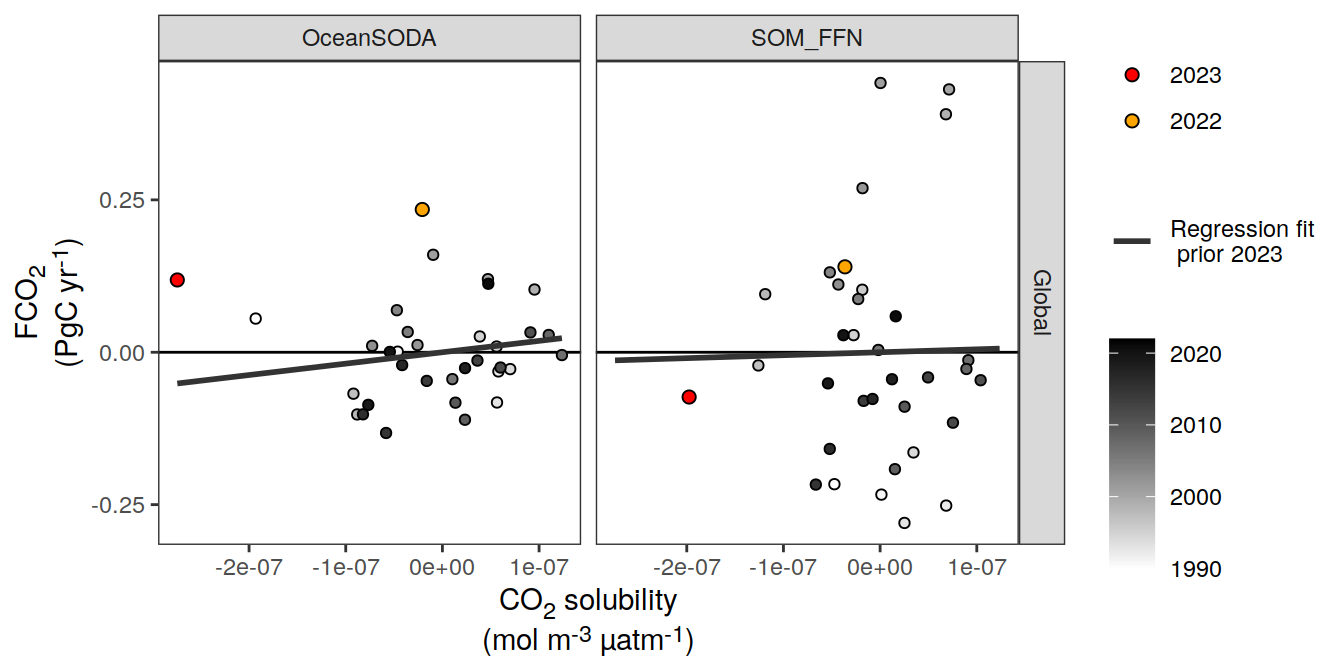 OceanSODA
SOM_FFN
Global
FCO₂
(PgC yr⁻¹)
0.25
0.00
-0.25
-2e-07
-1e-07
0e+00
1e-07
-2e-07
-1e-07
0e+00
1e-07
CO₂ solubility
(mol m⁻³ µatm⁻¹)
2023
2022
Regression fit
prior 2023
2020
2010
2000
1990